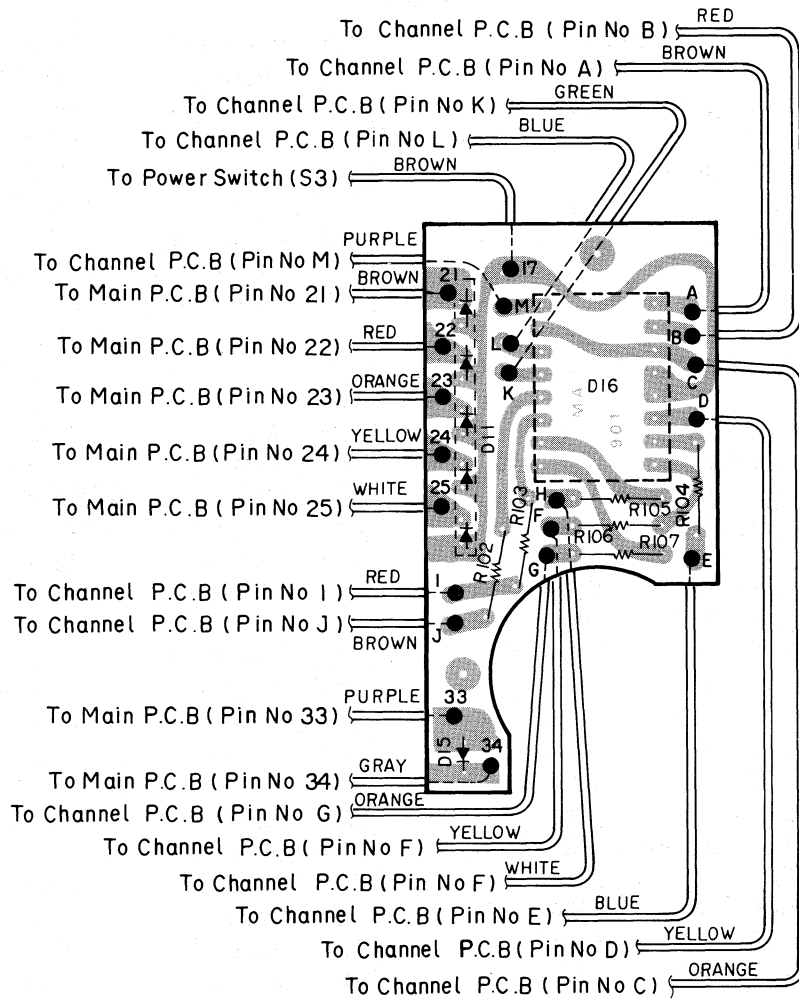 To Channel P.C.B ( Pin No B )
RED
To Channel P.C.B ( Pin No A )
BROWN
To Channel P.C.B ( Pin No K )
GREEN
To Channel P.C.B ( Pin No L )
BLUE
To Power Switch (S3)
BROWN
PURPLE
To Channel P.C.B ( Pin No M )
BROWN
To Main P.C.B ( Pin No 21 )
RED
To Main P.C.B ( Pin No 22 )
ORANGE
To Main P.C.B ( Pin No 23 )
YELLOW
To Main P.C.B ( Pin No 24 )
WHITE
To Main P.C.B ( Pin No 25 )
RED
To Channel P.C.B ( Pin No I )
To Channel P.C.B ( Pin No J )
BROWN
PURPLE
To Main P.C.B ( Pin No 33 )
GRAY
To Main P.C.B ( Pin No 34 )
ORANGE
To Channel P.C.B ( Pin No G )
YELLOW
To Channel P.C.B ( Pin No F )
WHITE
To Channel P.C.B ( Pin No F )
BLUE
To Channel P.C.B ( Pin No E )
YELLOW
To Channel P.C.B ( Pin No D )
ORANGE
To Channel P.C.B ( Pin No C )
17
21
22
23
24
25
M
L
K
A
B
C
D
D16
MA
901
D11
H
F
G
E
R102
R103
R104
R105
R106
R107
I
J
33
D15
34